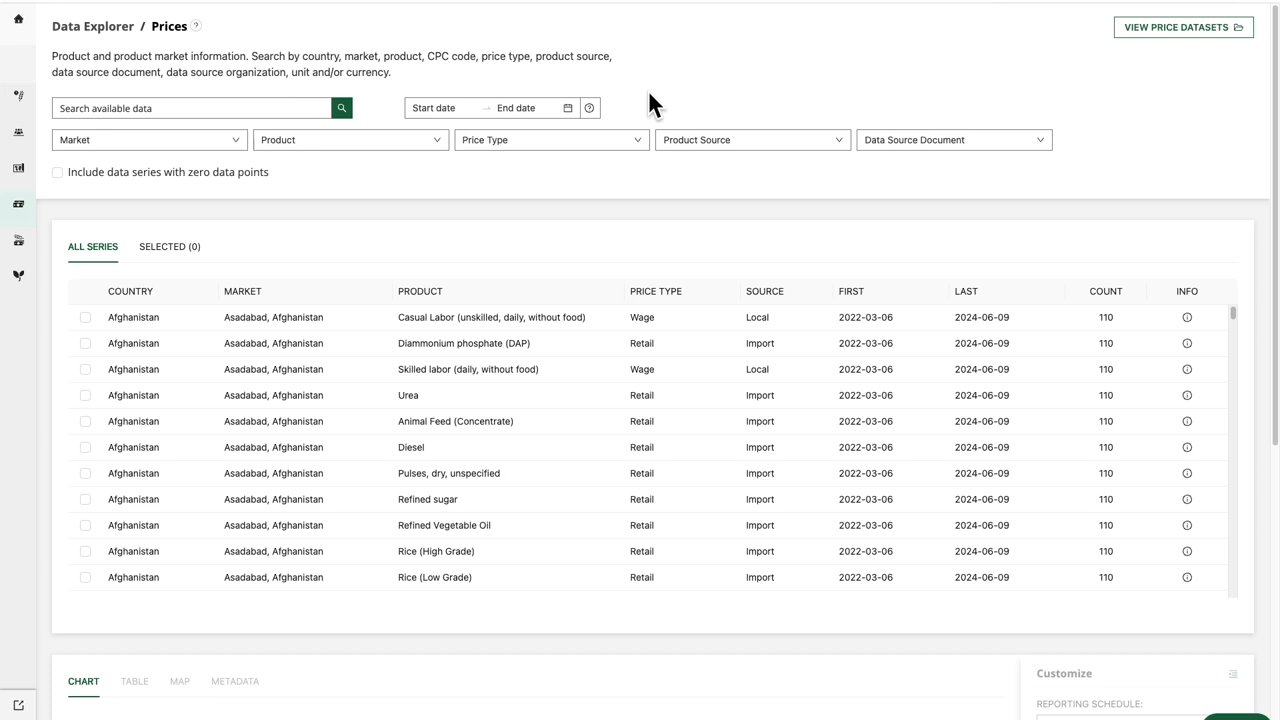 Data Explorer / Prices ?
VIEW PRICE DATASETS
Product and product market information. Search by country, market, product, CPC code, price type, product source,
data source document, data source organization, unit and/or currency.
Search available data
Start date → End date ?
Market Product Price Type Product Source Data Source Document
Include data series with zero data points
ALL SERIES SELECTED (0)
COUNTRY MARKET PRODUCT PRICE TYPE SOURCE FIRST LAST COUNT INFO
Afghanistan Asadabad, Afghanistan Casual Labor (unskilled, daily, without food) Wage Local 2022-03-06 2024-06-09 110
Afghanistan Asadabad, Afghanistan Diammonium phosphate (DAP) Retail Import 2022-03-06 2024-06-09 110
Afghanistan Asadabad, Afghanistan Skilled labor (daily, without food) Wage Local 2022-03-06 2024-06-09 110
Afghanistan Asadabad, Afghanistan Urea Retail Import 2022-03-06 2024-06-09 110
Afghanistan Asadabad, Afghanistan Animal Feed (Concentrate) Retail Import 2022-03-06 2024-06-09 110
Afghanistan Asadabad, Afghanistan Diesel Retail Import 2022-03-06 2024-06-09 110
Afghanistan Asadabad, Afghanistan Pulses, dry, unspecified Retail Import 2022-03-06 2024-06-09 110
Afghanistan Asadabad, Afghanistan Refined sugar Retail Import 2022-03-06 2024-06-09 110
Afghanistan Asadabad, Afghanistan Refined Vegetable Oil Retail Import 2022-03-06 2024-06-09 110
Afghanistan Asadabad, Afghanistan Rice (High Grade) Retail Import 2022-03-06 2024-06-09 110
Afghanistan Asadabad, Afghanistan Rice (Low Grade) Retail Import 2022-03-06 2024-06-09 110
CHART TABLE MAP METADATA
Customize
REPORTING SCHEDULE: